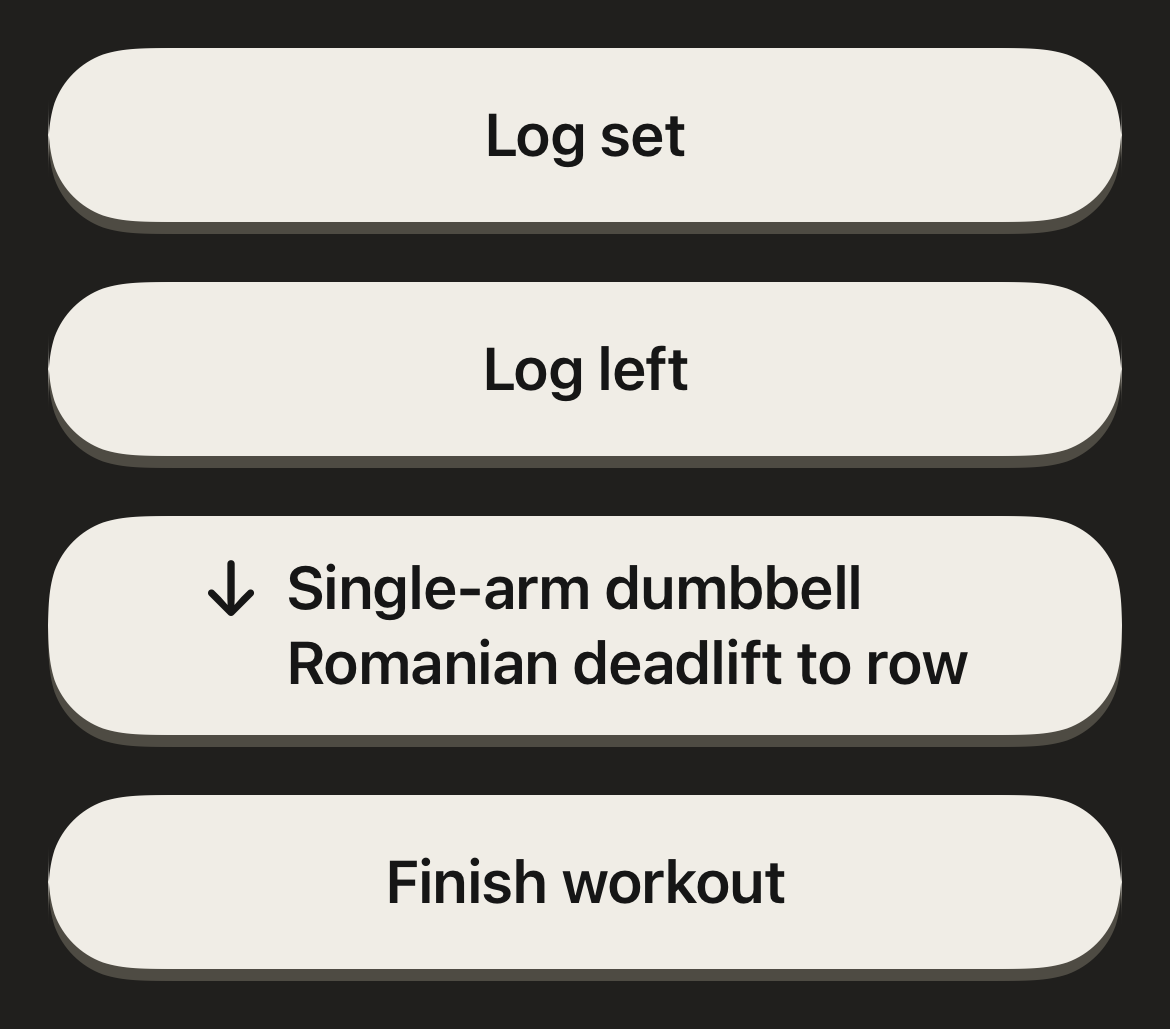 Log set
Log left
Single-arm dumbbell
Romanian deadlift to row
Finish workout